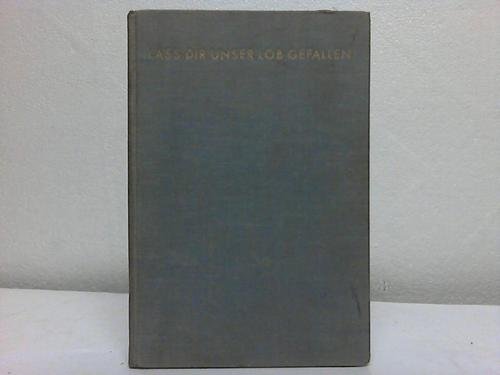 LASS DIR UNSER LOB GEFALLEN